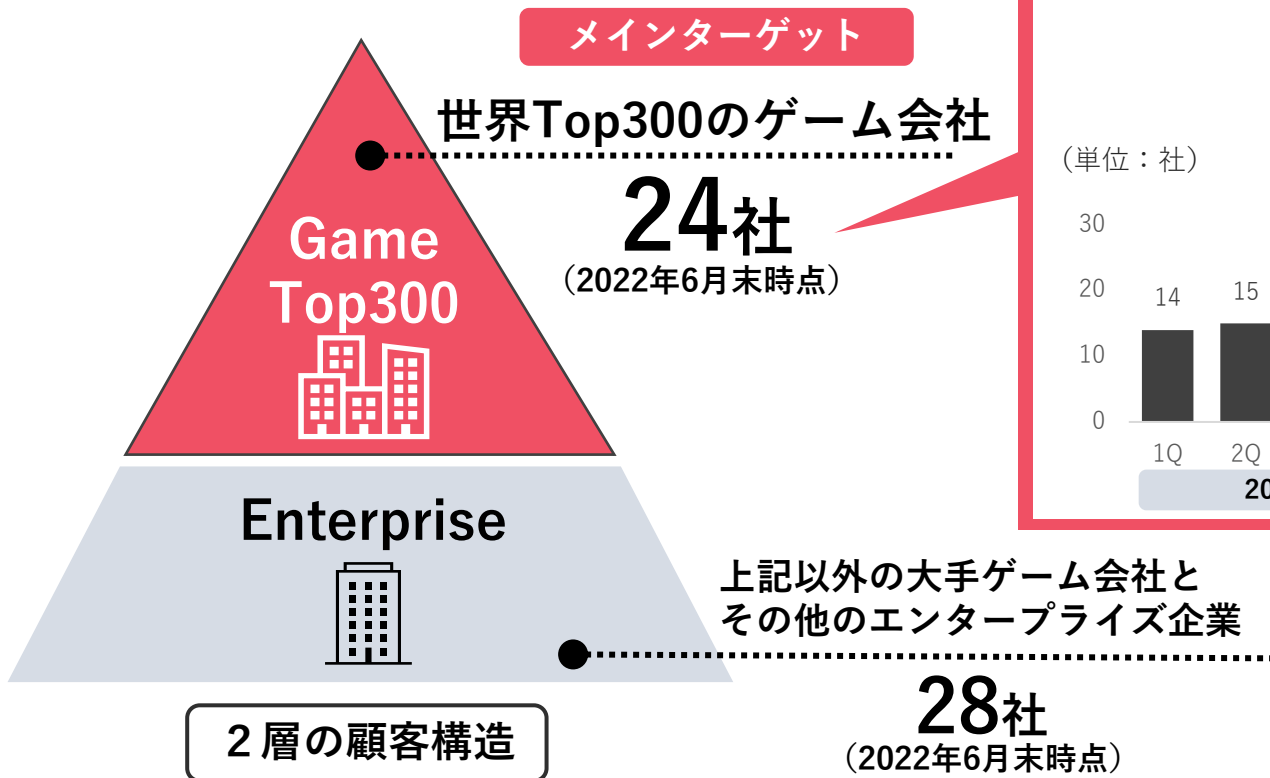 メインターゲット
世界Top300のゲーム会社
24社
（2022年6月末時点）
Game
Top300
Enterprise
２層の顧客構造
（単位：社）
30
20
10
0
14
15
1Q
2Q
20
上記以外の大手ゲーム会社と
その他のエンタープライズ企業
28社
（2022年6月末時点）